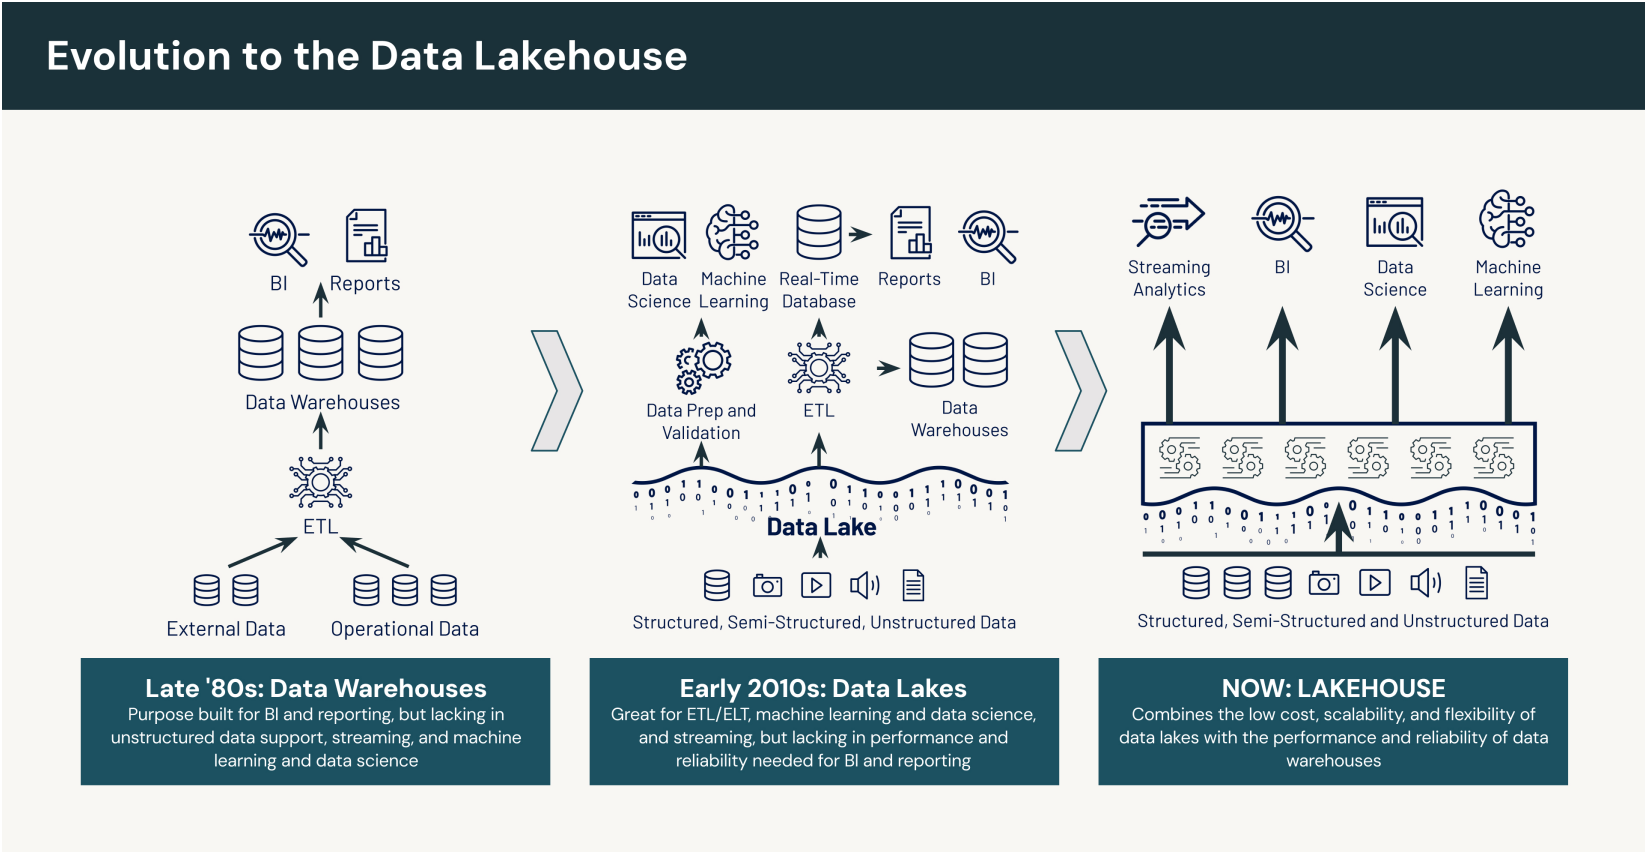 Evolution to the Data Lakehouse
BI
Reports
Data Warehouses
ETL
External Data
Operational Data
Late '80s: Data Warehouses
Purpose built for BI and reporting, but lacking in
unstructured data support, streaming, and machine
learning and data science
Data
Science
Machine
Learning
Real-Time
Database
Reports
BI
Data Prep and
Validation
ETL
Data
Warehouses
Data Lake
Structured, Semi-Structured, Unstructured Data
Early 2010s: Data Lakes
Great for ETL/ELT, machine learning and data science,
and streaming, but lacking in performance and
reliability needed for BI and reporting
Streaming
Analytics
BI
Data
Science
Machine
Learning
Structured, Semi-Structured and Unstructured Data
NOW: LAKEHOUSE
Combines the low cost, scalability, and flexibility of
data lakes with the performance and reliability of data
warehouses